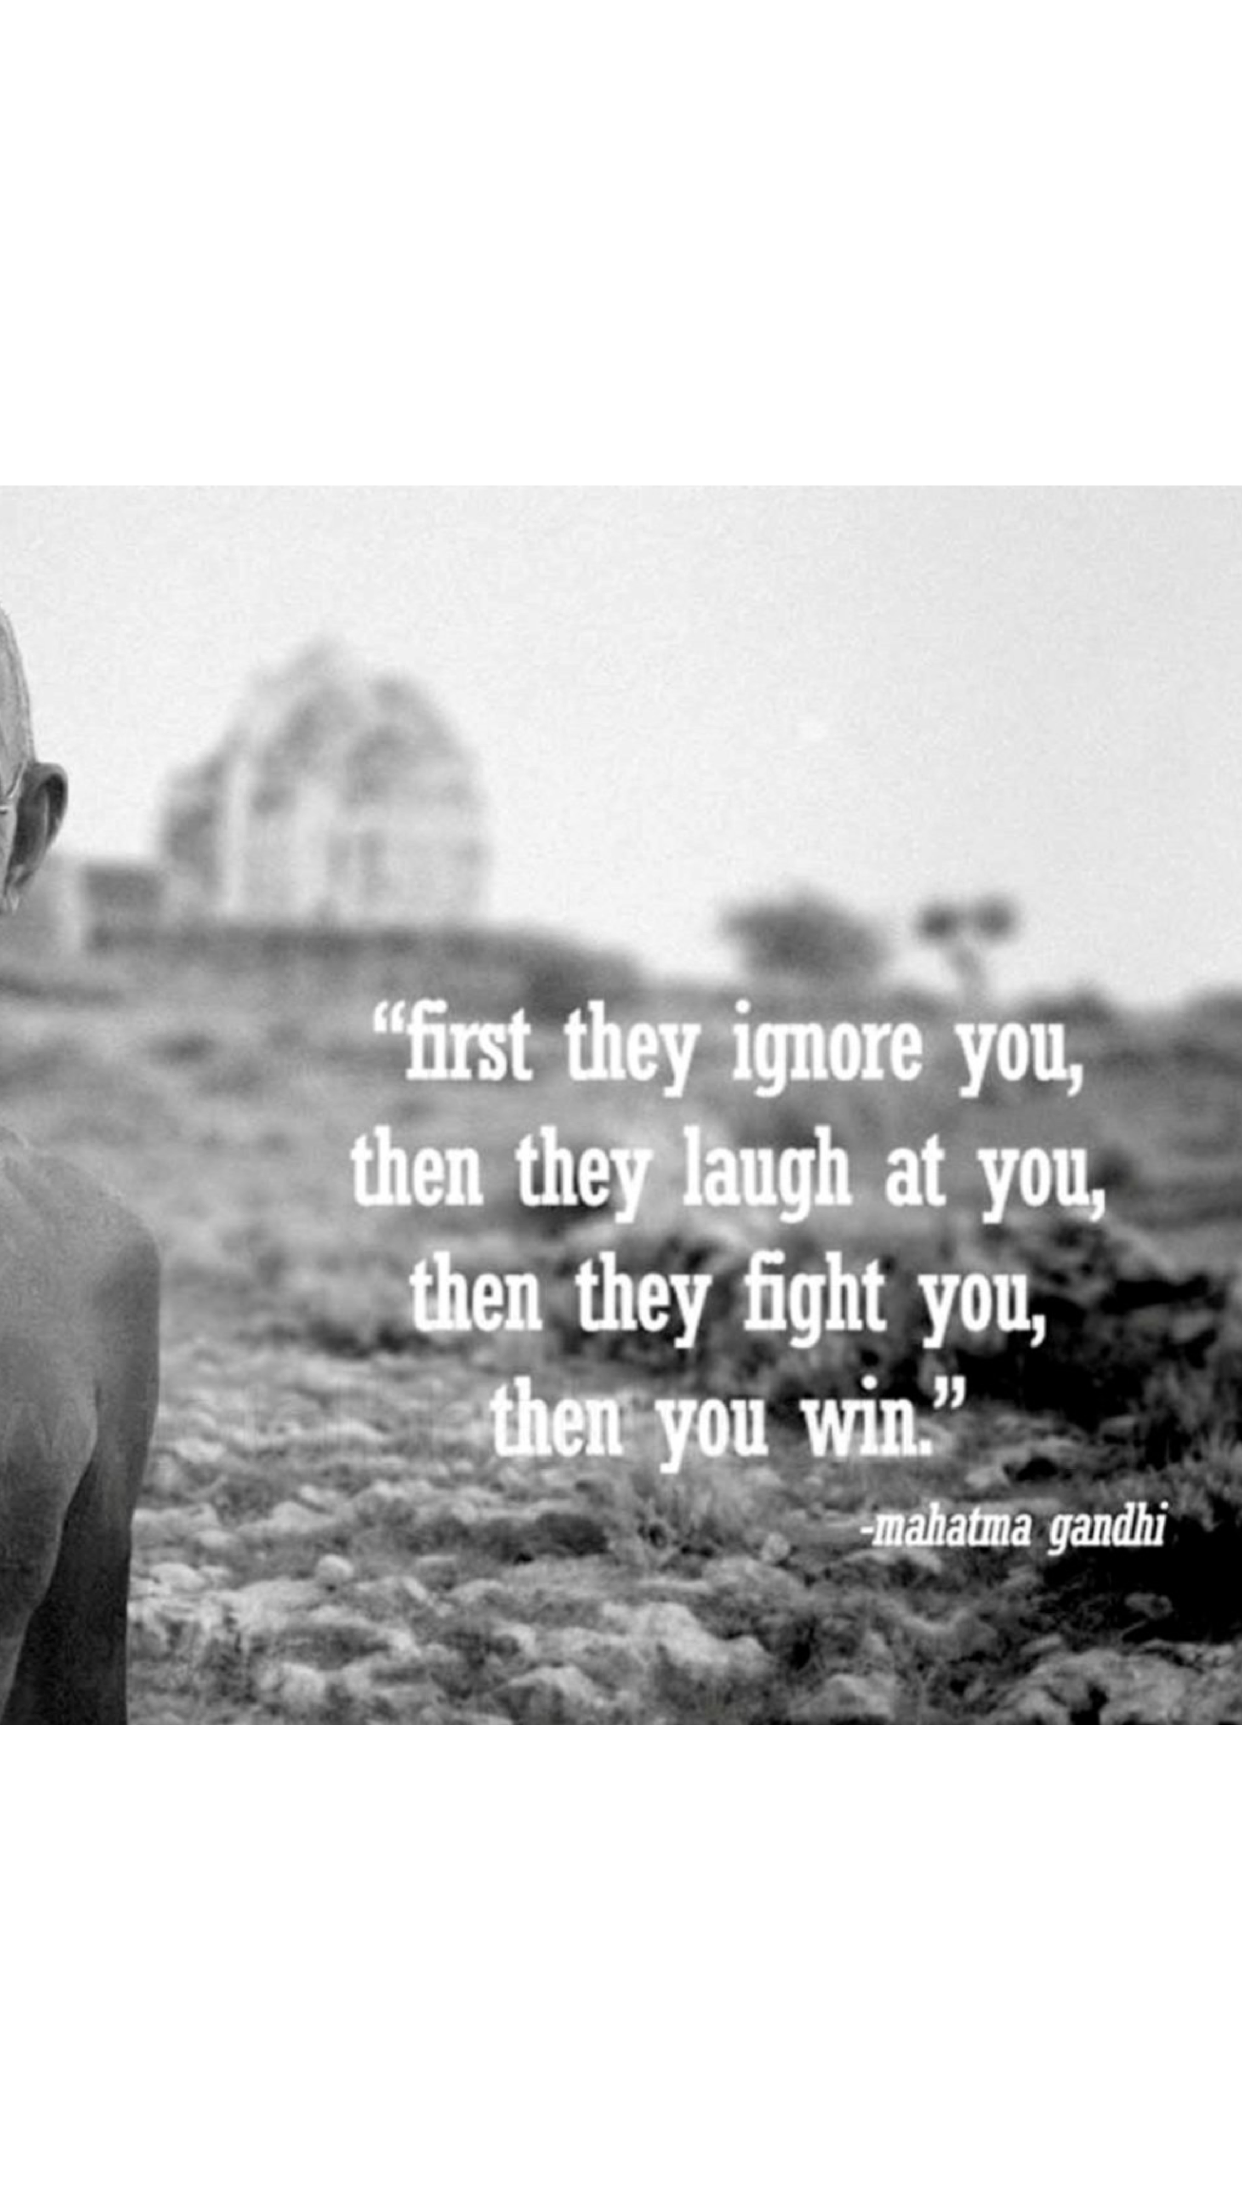 “first they ignore you,
then they laugh at you,
then they fight you,
then you win.”
-mahatma gandhi